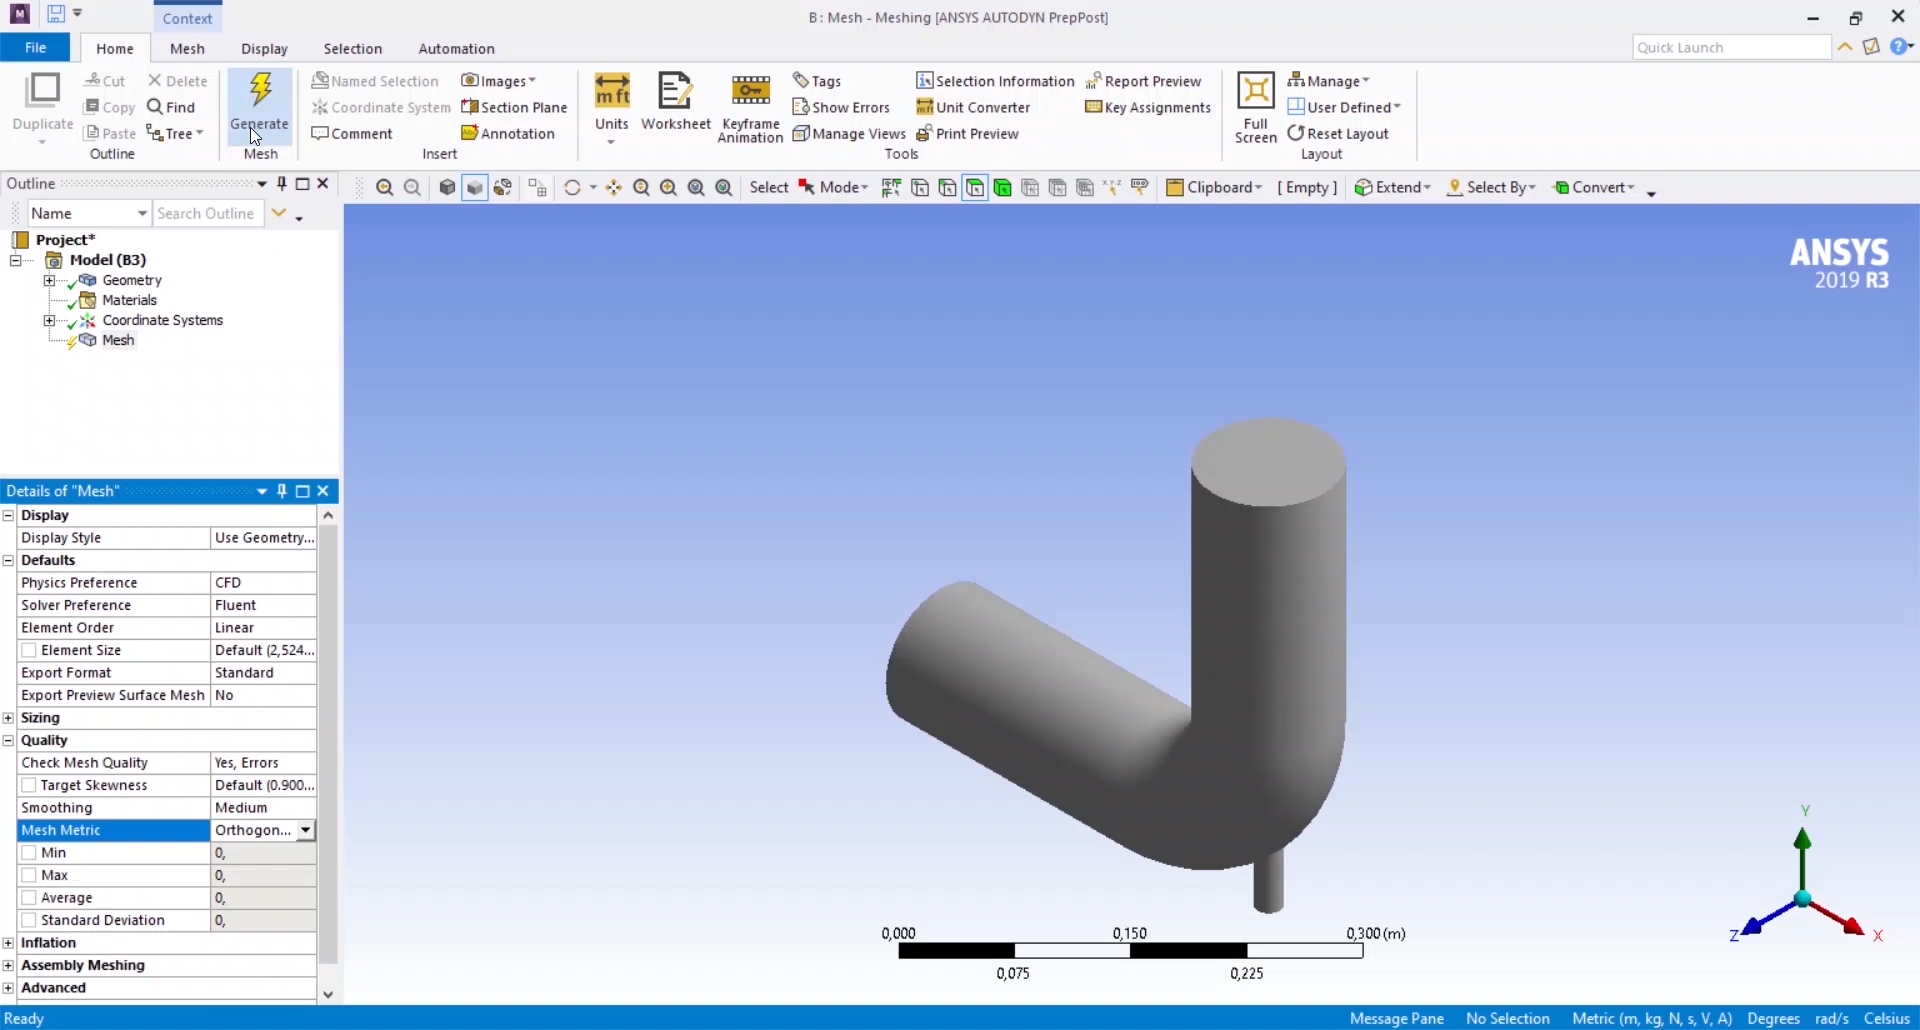 M
Context
B : Mesh - Meshing [ANSYS AUTODYN PrepPost]
File Home Mesh Display Selection Automation
Quick Launch
Duplicate
Cut
Copy
Paste
Delete
Find
Tree
Outline
Generate
Mesh
Named Selection
Coordinate System
Comment
Images
Section Plane
Annotation
Insert
Units
Worksheet
Keyframe
Animation
Tags
Show Errors
Manage Views
Selection Information
Unit Converter
Print Preview
Report Preview
Key Assignments
Tools
Full
Screen
Manage
User Defined
Reset Layout
Layout
Outline
Name
Search Outline
Select Mode Clipboard [ Empty ] Extend Select By Convert
Project*
Model (B3)
Geometry
Materials
Coordinate Systems
Mesh
Details of "Mesh"
Display
Display Style Use Geometry...
Defaults
Physics Preference CFD
Solver Preference Fluent
Element Order Linear
Element Size Default (2,524...
Export Format Standard
Export Preview Surface Mesh No
Sizing
Quality
Check Mesh Quality Yes, Errors
Target Skewness Default (0.900...
Smoothing Medium
Mesh Metric Orthogon...
Min 0,
Max 0,
Average 0,
Standard Deviation 0,
Inflation
Assembly Meshing
Advanced
ANSYS
2019 R3
0,000 0,150 0,300 (m)
0,075 0,225
Y
Z
X
Ready
Message Pane No Selection Metric (m, kg, N, s, V, A) Degrees rad/s Celsius